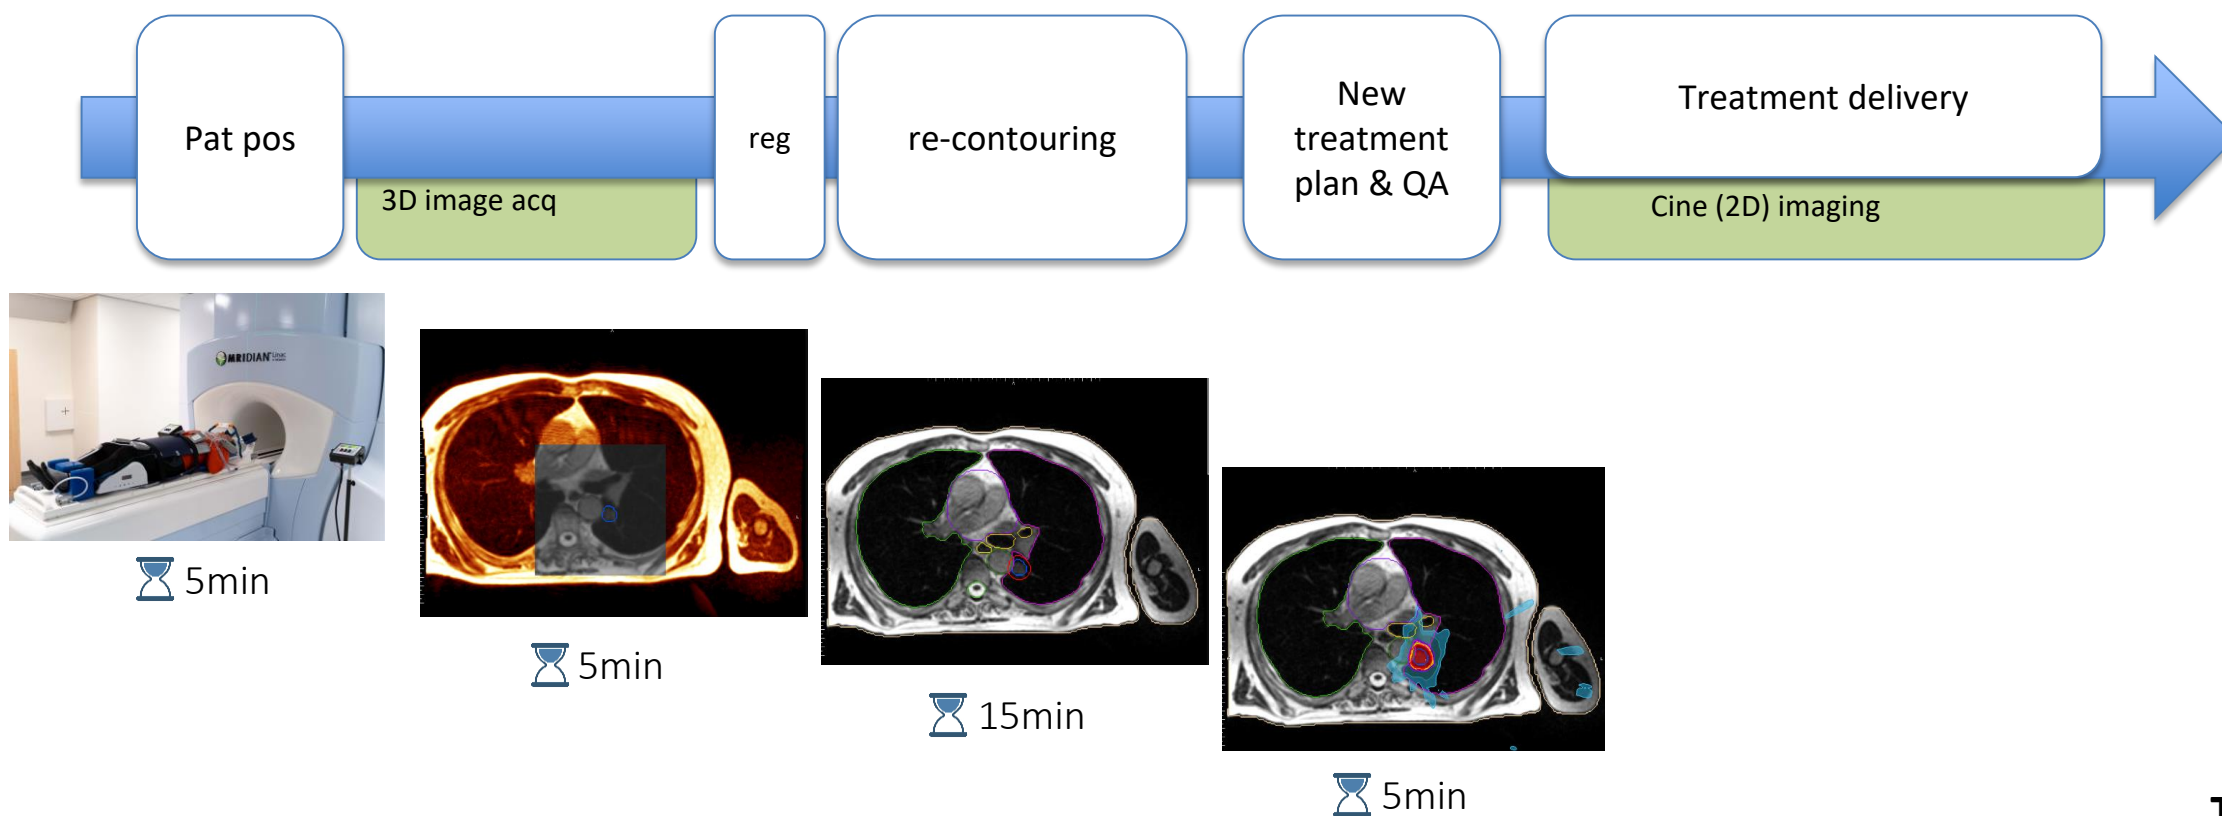 Pat pos
3D image acq
reg
re-contouring
New
treatment
plan & QA
Treatment delivery
Cine (2D) imaging
MRIDIAN
5min
5min
15min
5min